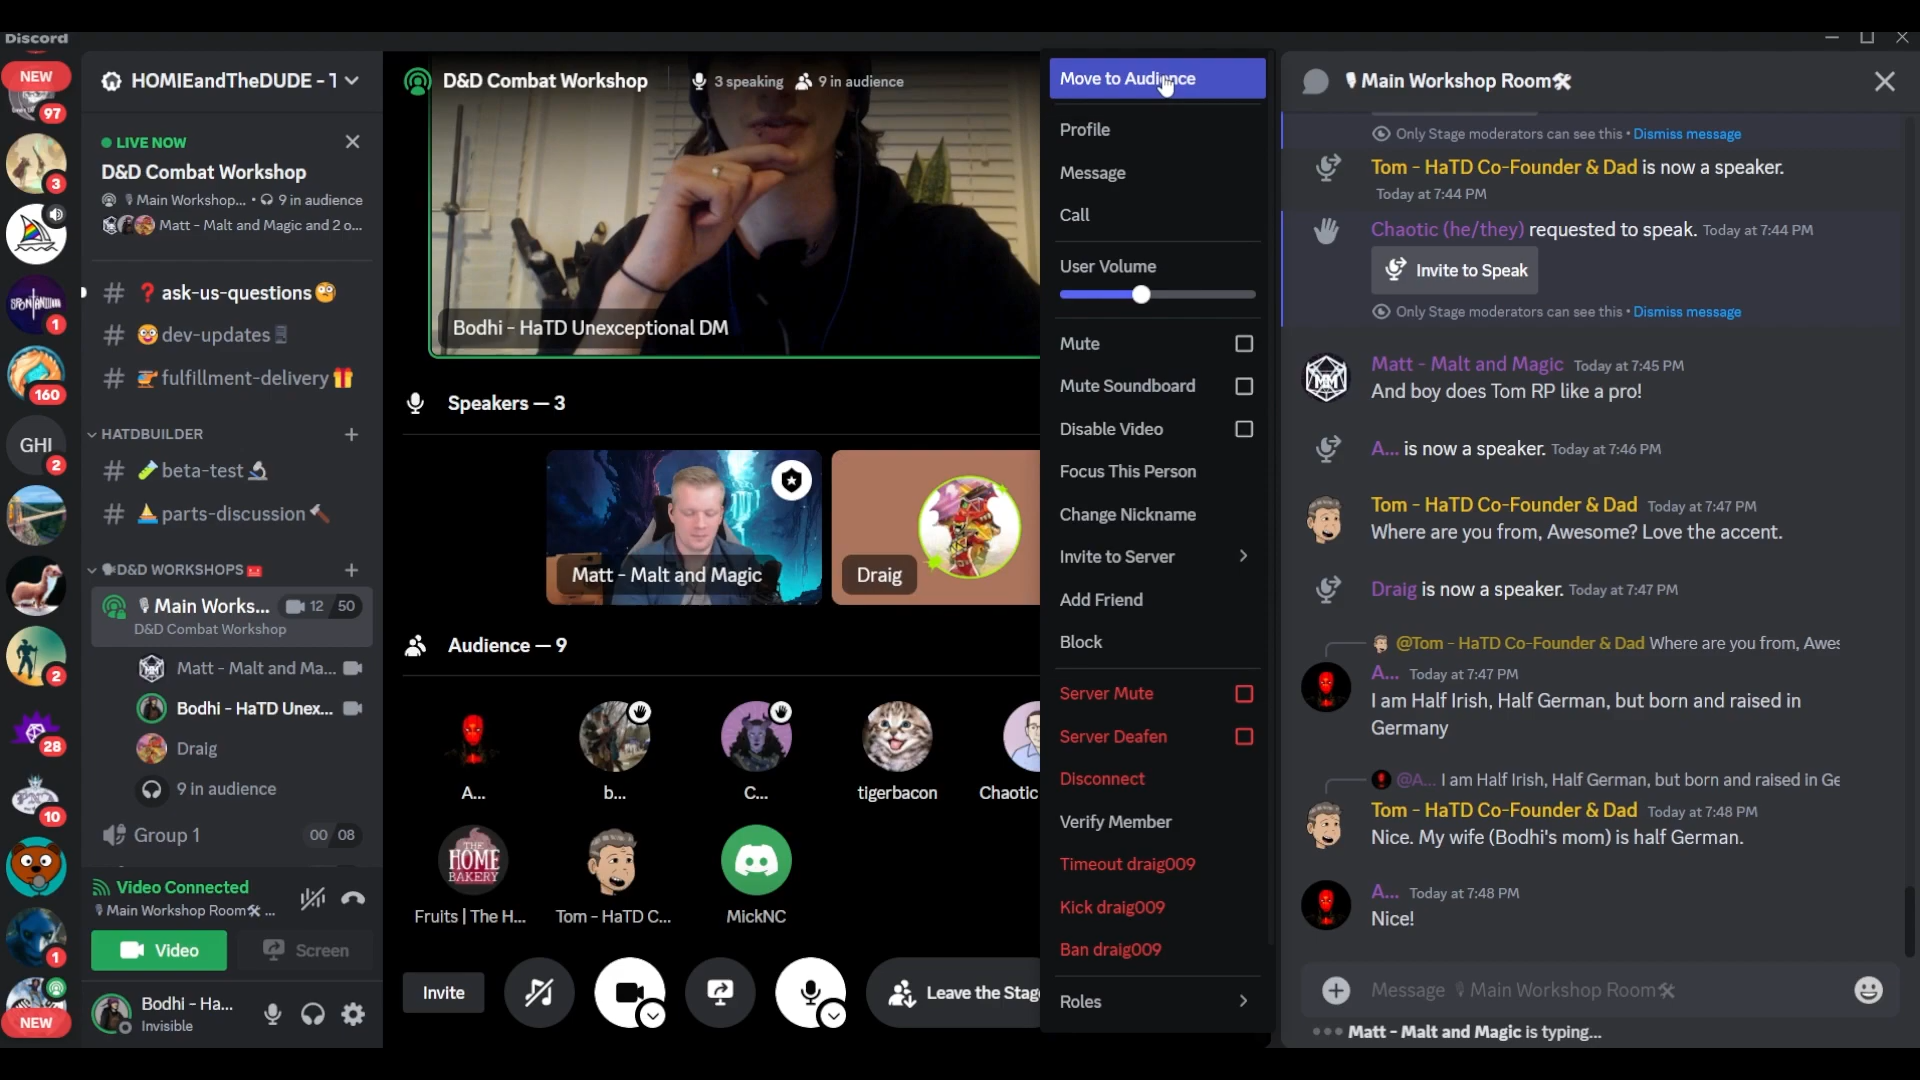 Discord
NEW
97
3
1
160
GHI
2
2
28
10
1
NEW
HOMIEandTheDUDE - T
LIVE NOW
D&D Combat Workshop
Main Workshop... • 9 in audience
Matt - Malt and Magic and 2 o...
ask-us-questions
dev-updates
fulfillment-delivery
HATDBUILDER
beta-test
parts-discussion
D&D WORKSHOPS
Main Works... 12 50
D&D Combat Workshop
Matt - Malt and Ma...
Bodhi - HaTD Unex...
Draig
9 in audience
Group 1 00 08
Video Connected
Main Workshop Room ...
Video Screen
Bodhi - Ha...
Invisible
D&D Combat Workshop 3 speaking 9 in audience
Bodhi - HaTD Unexceptional DM
Speakers — 3
Matt - Malt and Magic
Draig
Audience — 9
A... b... C... tigerbacon Chaotic
THE
HOME
BAKERY
Fruits | The H... Tom - HaTD C... MickNC
Invite
Leave the Stag
Move to Audience
Profile
Message
Call
User Volume
Mute
Mute Soundboard
Disable Video
Focus This Person
Change Nickname
Invite to Server
Add Friend
Block
Server Mute
Server Deafen
Disconnect
Verify Member
Timeout draig009
Kick draig009
Ban draig009
Roles
Main Workshop Room
Only Stage moderators can see this • Dismiss message
Tom - HaTD Co-Founder & Dad is now a speaker.
Today at 7:44 PM
Chaotic (he/they) requested to speak. Today at 7:44 PM
Invite to Speak
Only Stage moderators can see this • Dismiss message
Matt - Malt and Magic Today at 7:45 PM
And boy does Tom RP like a pro!
A... is now a speaker. Today at 7:46 PM
Tom - HaTD Co-Founder & Dad Today at 7:47 PM
Where are you from, Awesome? Love the accent.
Draig is now a speaker. Today at 7:47 PM
@Tom - HaTD Co-Founder & Dad Where are you from, Awes
A... Today at 7:47 PM
I am Half Irish, Half German, but born and raised in
Germany
@A... I am Half Irish, Half German, but born and raised in Ge
Tom - HaTD Co-Founder & Dad Today at 7:48 PM
Nice. My wife (Bodhi's mom) is half German.
A... Today at 7:48 PM
Nice!
Message Main Workshop Room
Matt - Malt and Magic is typing...